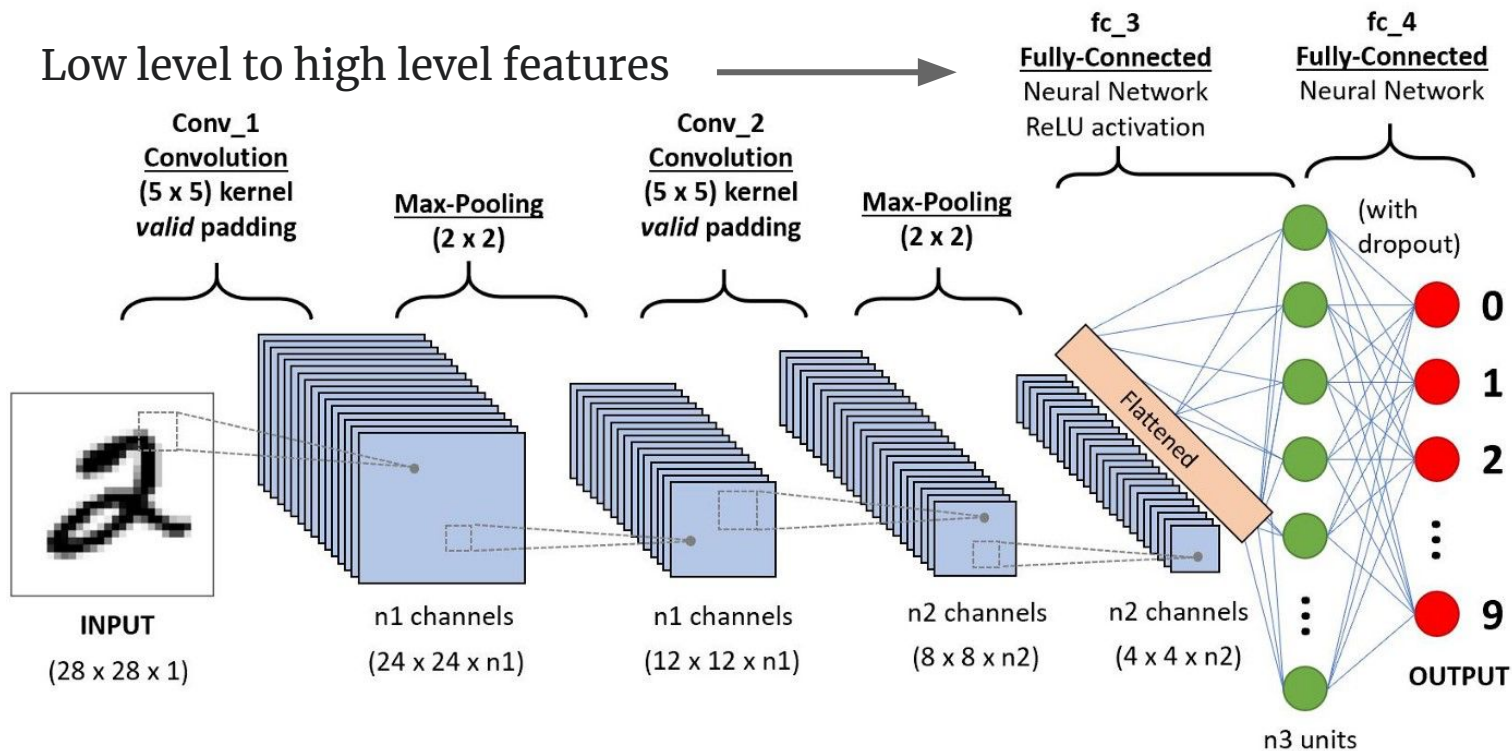 Low level to high level features
Conv_1
Convolution
(5 x 5) kernel
valid padding
Max-Pooling
(2 x 2)
Conv_2
Convolution
(5 x 5) kernel
valid padding
Max-Pooling
(2 x 2)
fc_3
Fully-Connected
Neural Network
ReLU activation
fc_4
Fully-Connected
Neural Network
(with
dropout)
Flattened
0
1
2
9
OUTPUT
INPUT
(28 x 28 x 1)
n1 channels
(24 x 24 x n1)
n1 channels
(12 x 12 x n1)
n2 channels
(8 x 8 x n2)
n2 channels
(4 x 4 x n2)
n3 units
2